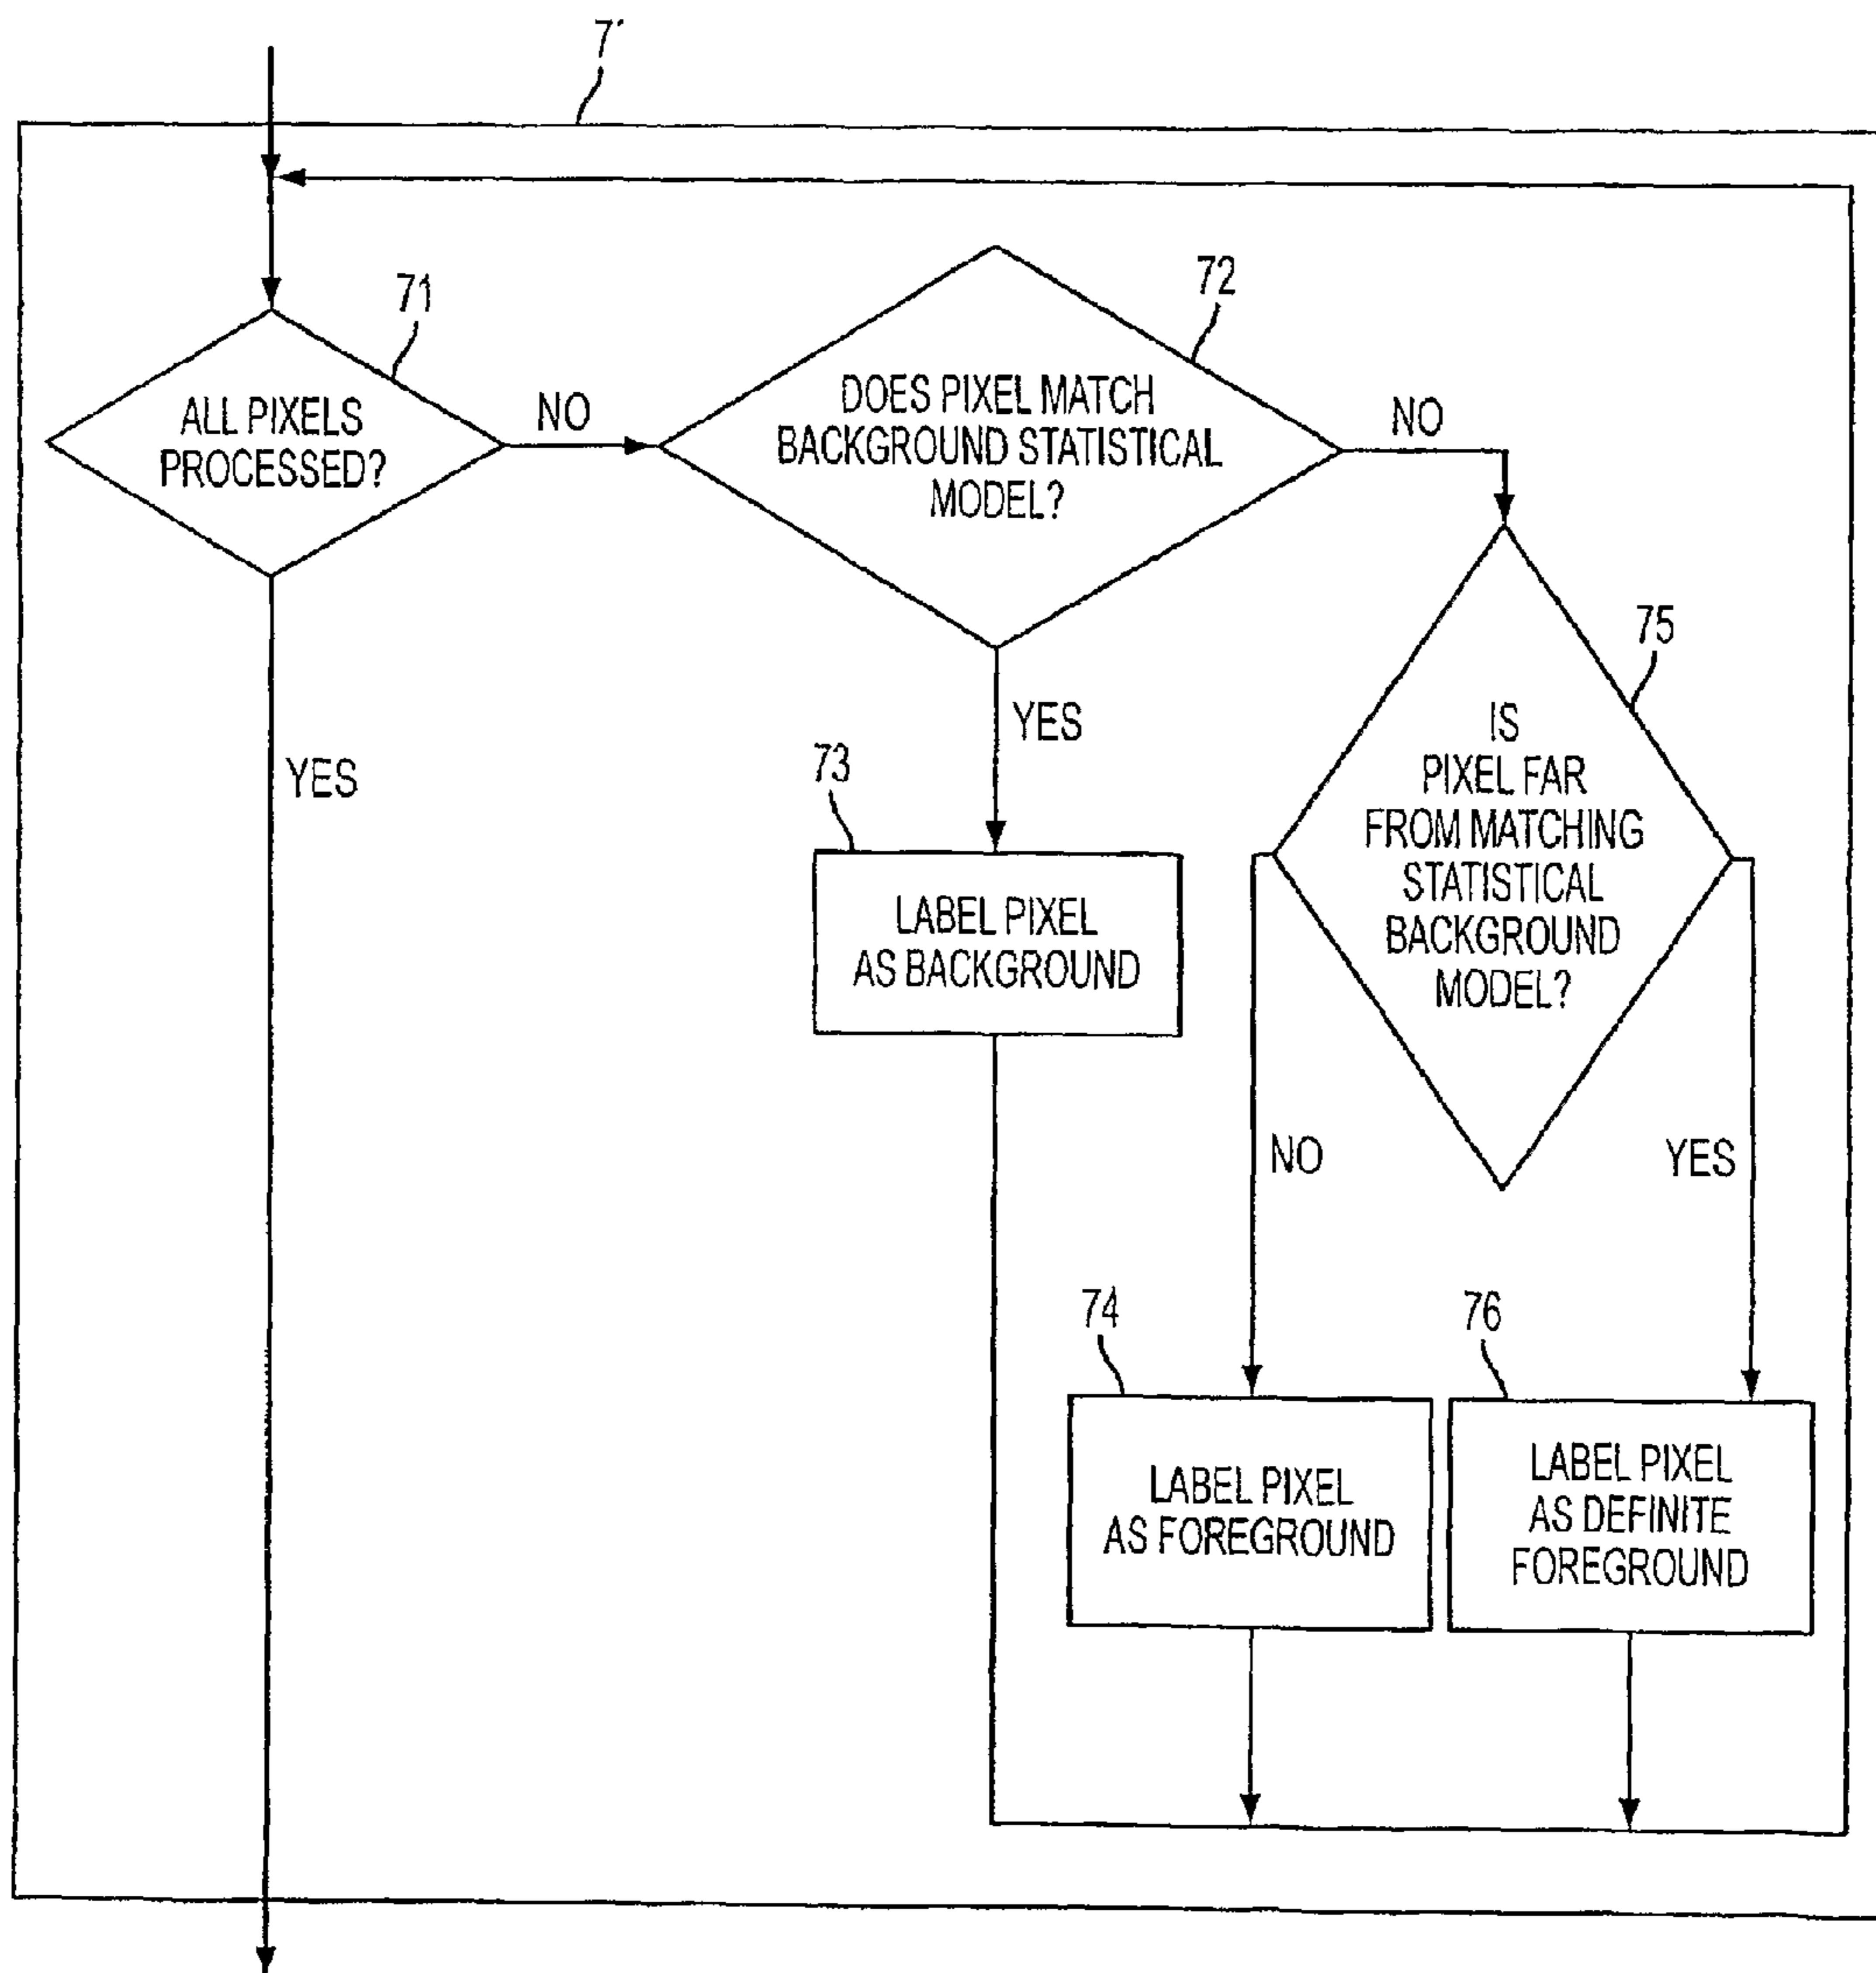 71
ALL PIXELS
PROCESSED?
NO
YES
72
DOES PIXEL MATCH
BACKGROUND STATISTICAL
MODEL?
NO
YES
73
LABEL PIXEL
AS BACKGROUND
75
IS
PIXEL FAR
FROM MATCHING
STATISTICAL
BACKGROUND
MODEL?
NO
YES
74
LABEL PIXEL
AS FOREGROUND
76
LABEL PIXEL
AS DEFINITE
FOREGROUND